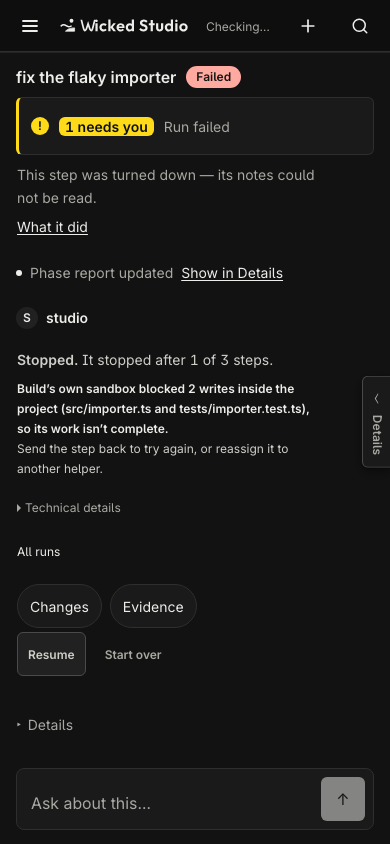 Wicked Studio Checking...
fix the flaky importer Failed
! 1 needs you Run failed
This step was turned down — its notes could
not be read.
What it did
Phase report updated Show in Details
S studio
Stopped. It stopped after 1 of 3 steps.
Build’s own sandbox blocked 2 writes inside the
project (src/importer.ts and tests/importer.test.ts),
so its work isn’t complete.
Send the step back to try again, or reassign it to
another helper.
Details
Technical details
All runs
Changes Evidence
Resume Start over
Details
Ask about this...